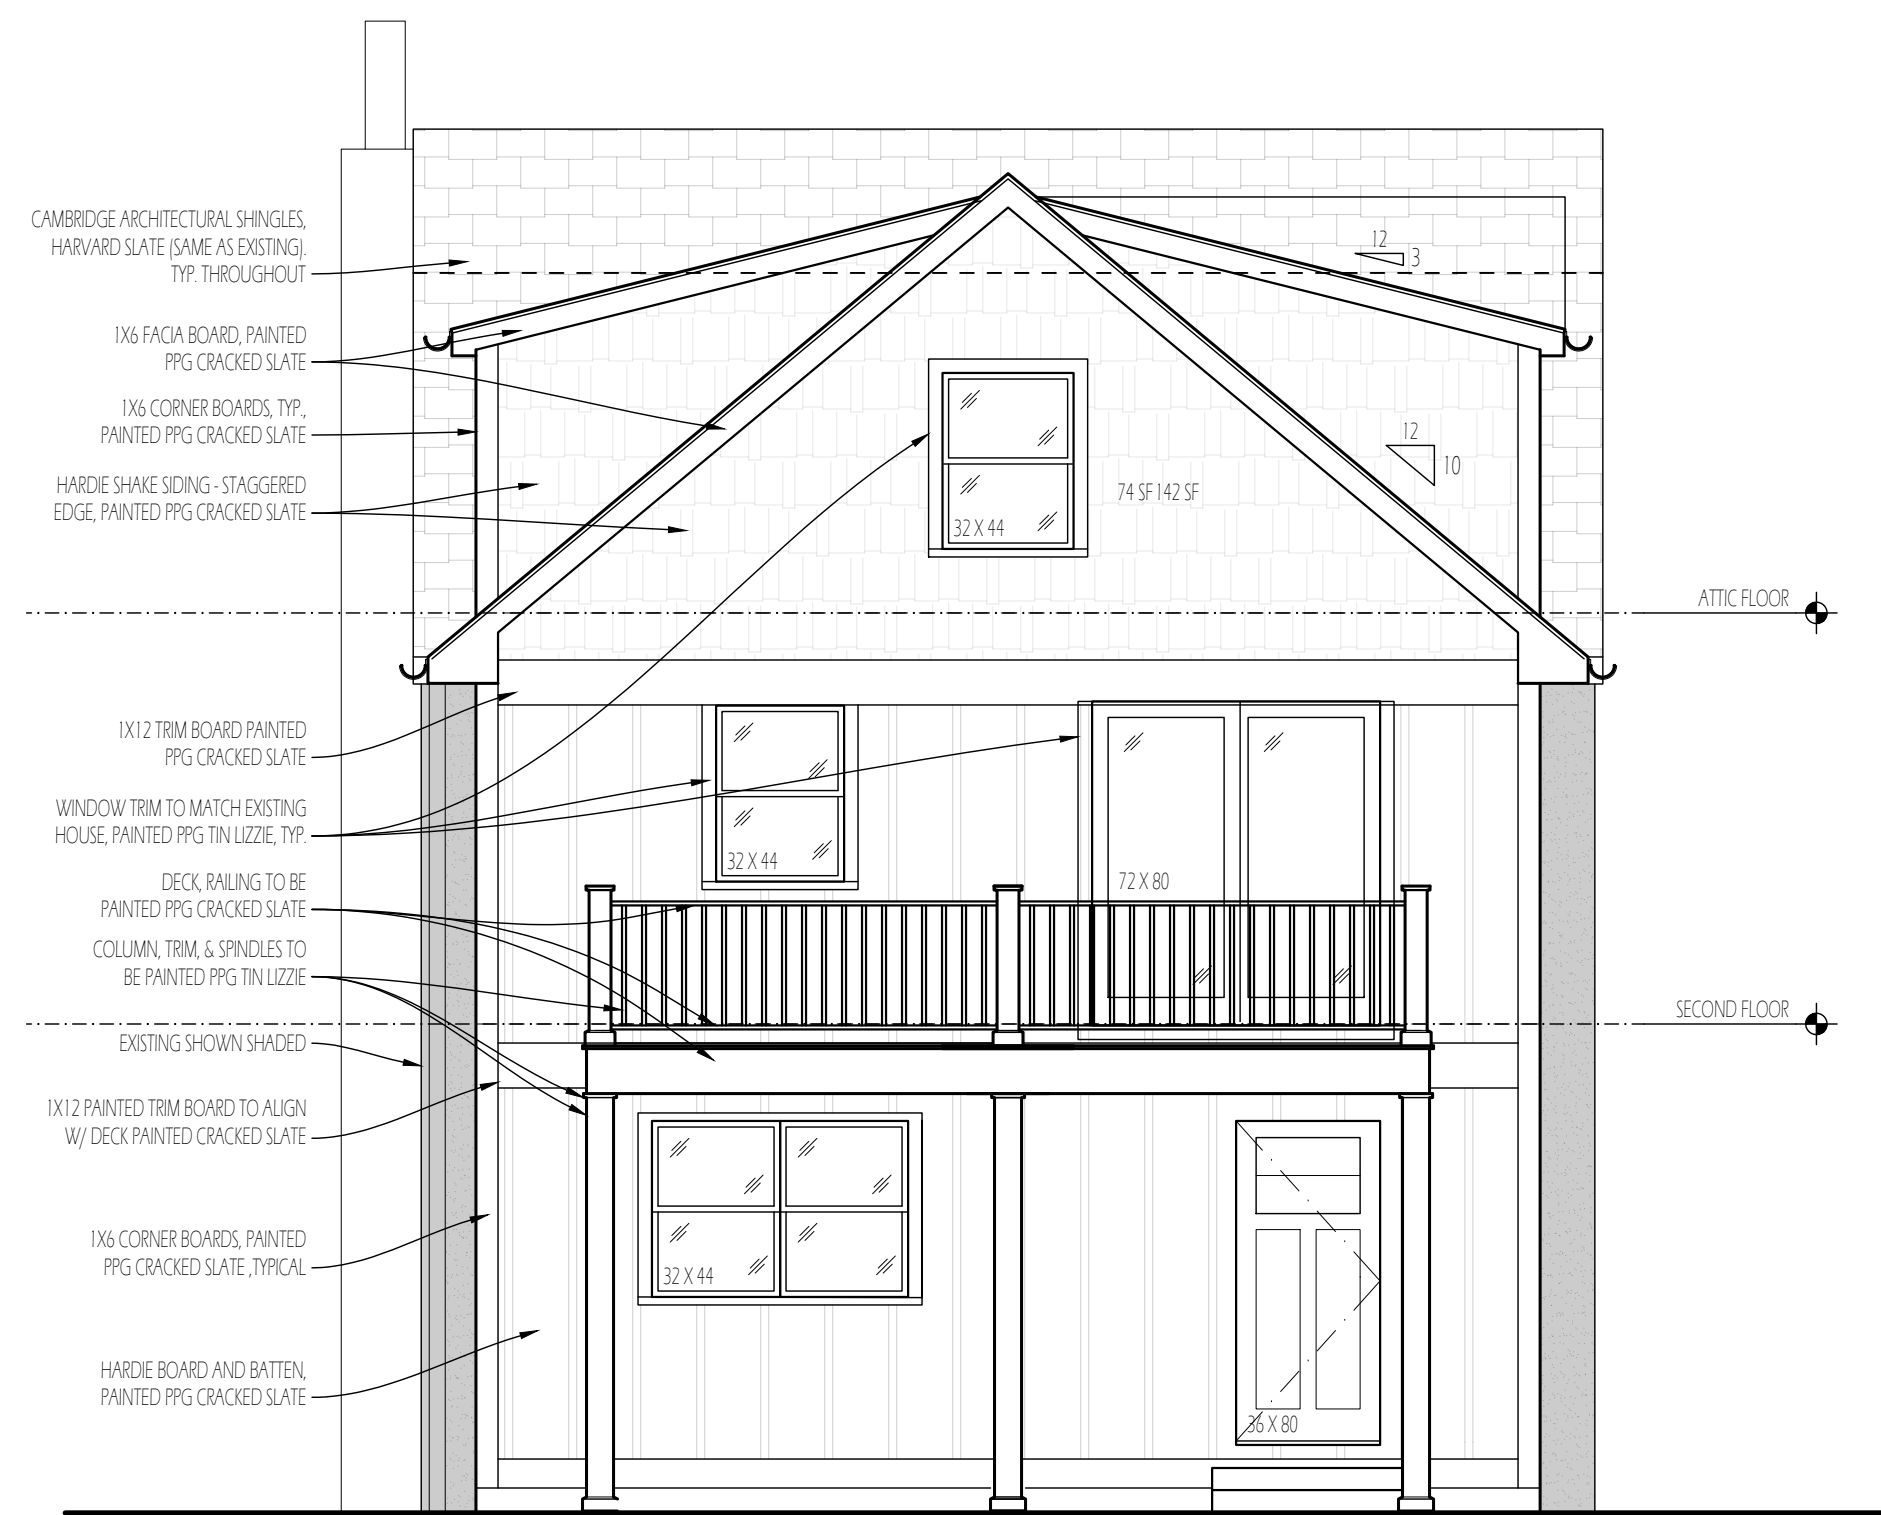 CAMBRIDGE ARCHITECTURAL SHINGLES,
HARVARD SLATE (SAME AS EXISTING).
TYP. THROUGHOUT
1X6 FACIA BOARD, PAINTED
PPG CRACKED SLATE
1X6 CORNER BOARDS, TYP.,
PAINTED PPG CRACKED SLATE
HARDIE SHAKE SIDING - STAGGERED
EDGE, PAINTED PPG CRACKED SLATE
1X12 TRIM BOARD PAINTED
PPG CRACKED SLATE
WINDOW TRIM TO MATCH EXISTING
HOUSE, PAINTED PPG TIN LIZZIE, TYP.
DECK, RAILING TO BE
PAINTED PPG CRACKED SLATE
COLUMN, TRIM, & SPINDLES TO
BE PAINTED PPG TIN LIZZIE
EXISTING SHOWN SHADED
1X12 PAINTED TRIM BOARD TO ALIGN
W/ DECK PAINTED CRACKED SLATE
1X6 CORNER BOARDS, PAINTED
PPG CRACKED SLATE ,TYPICAL
HARDIE BOARD AND BATTEN,
PAINTED PPG CRACKED SLATE
12
3
12
10
74 SF 142 SF
32 X 44
ATTIC FLOOR
32 X 44
72 X 80
SECOND FLOOR
32 X 44
36 X 80